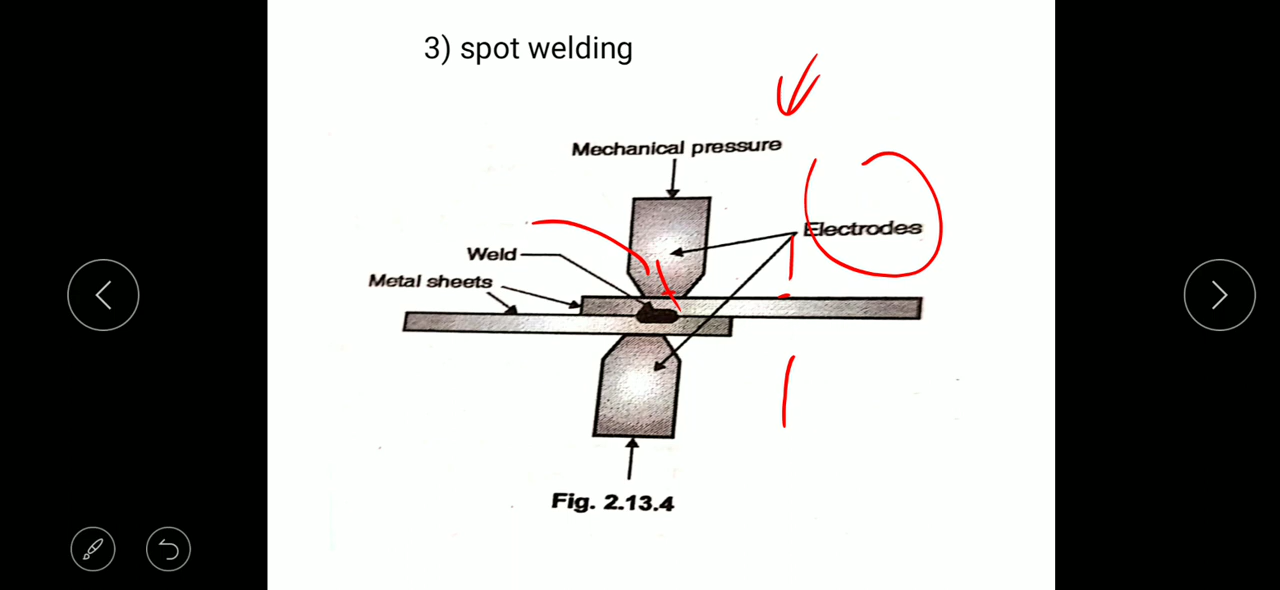 3) spot welding
Mechanical pressure
Electrodes
Weld
Metal sheets
Fig. 2.13.4